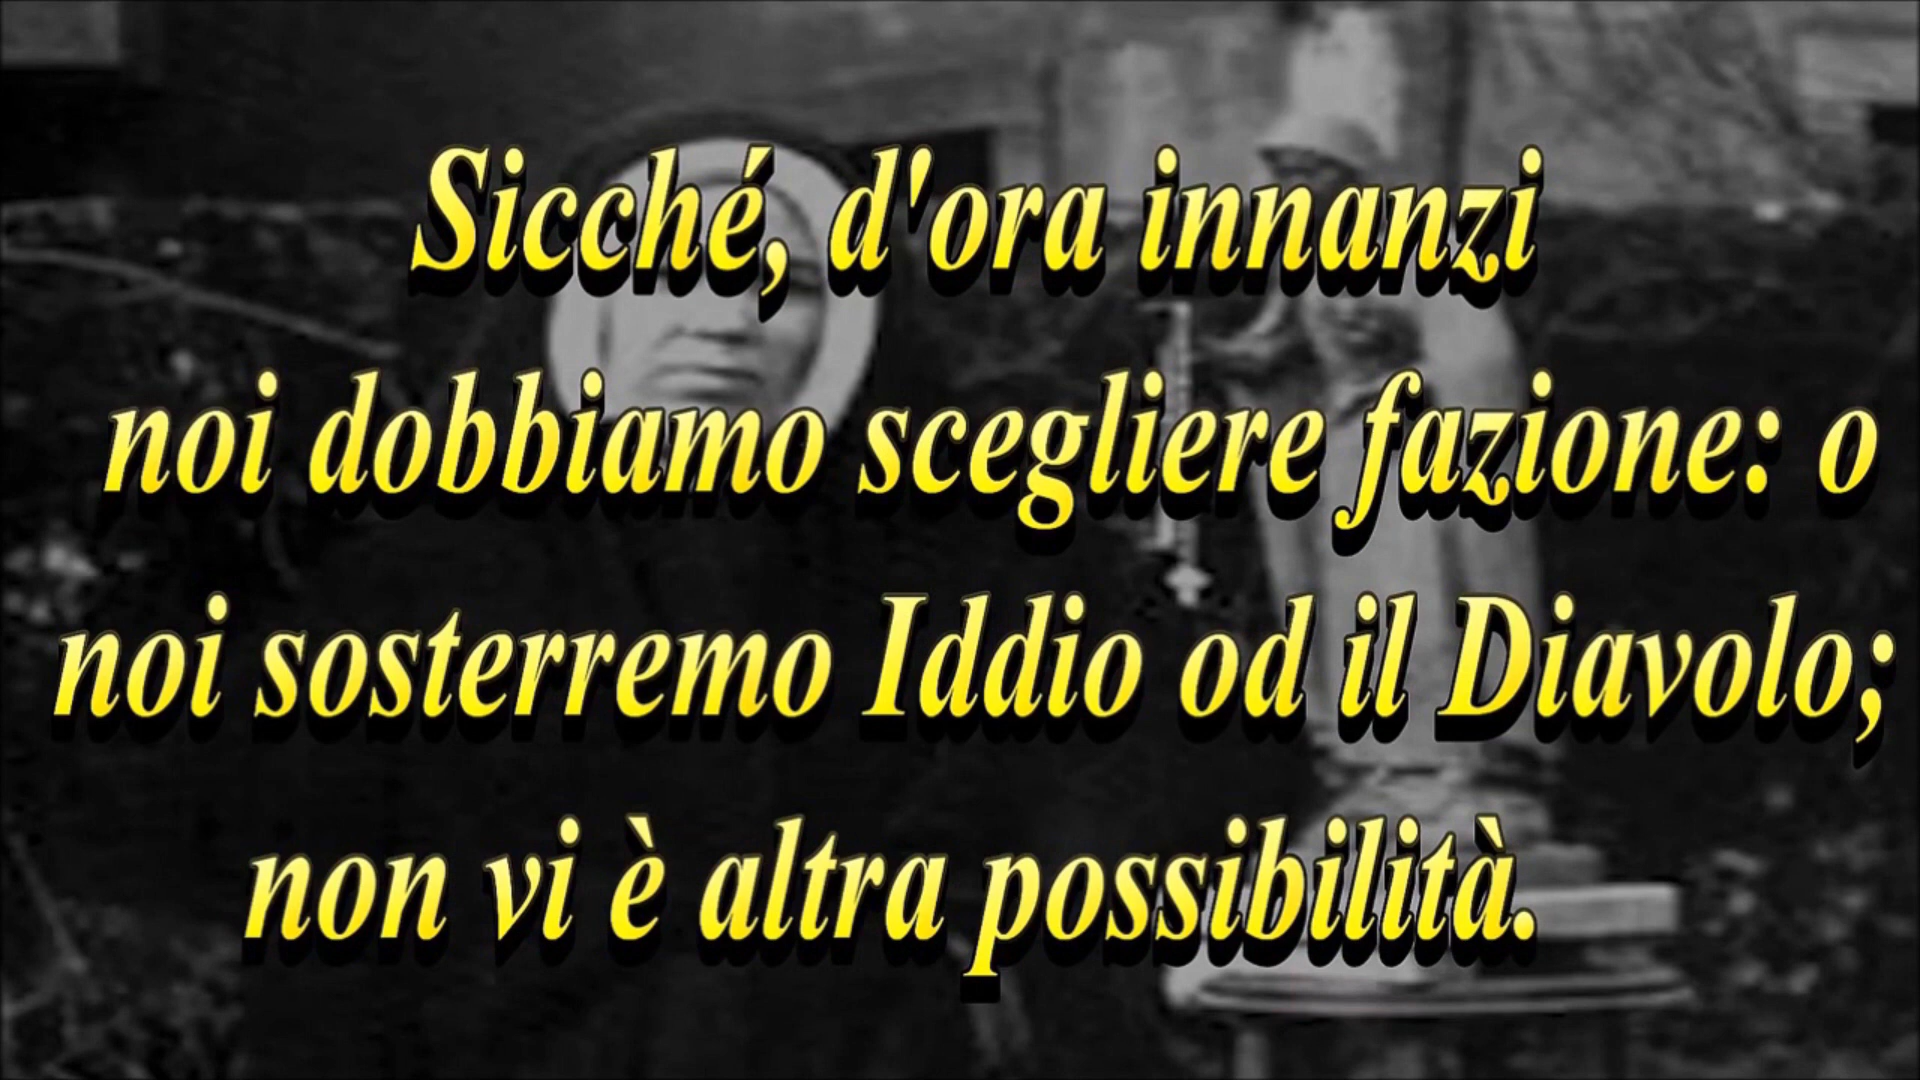 Sicché, d'ora innanzi
noi dobbiamo scegliere fazione: o
noi sosterremo Iddio od il Diavolo;
non vi è altra possibilità.